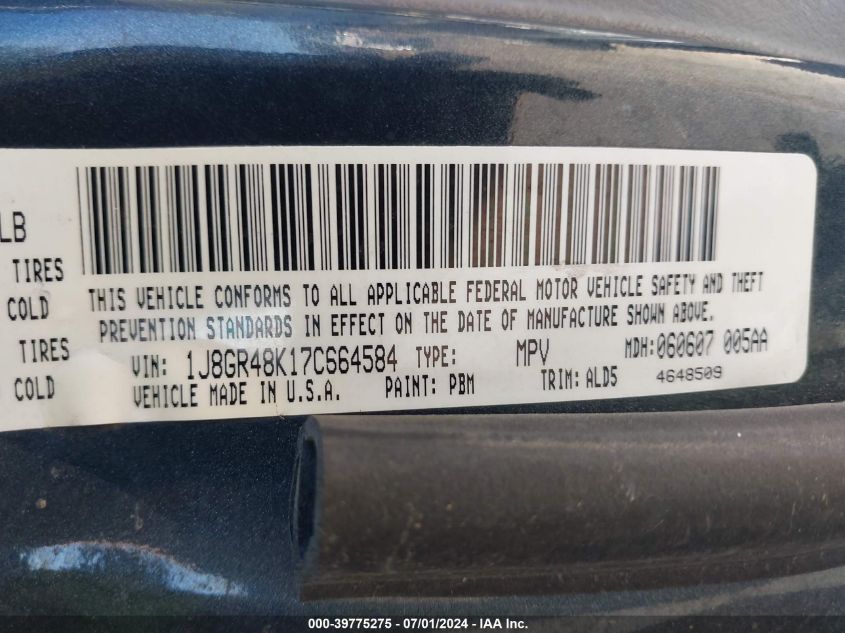 LB
TIRES
COLD
TIRES
COLD
THIS VEHICLE CONFORMS TO ALL APPLICABLE FEDERAL MOTOR VEHICLE SAFETY AND THEFT
PREVENTION STANDARDS IN EFFECT ON THE DATE OF MANUFACTURE SHOWN ABOVE.
VIN: 1J8GR48K17C664584 TYPE: MPV MDH:060607 005AA
VEHICLE MADE IN U.S.A. PAINT: PBM TRIM: ALD5 4648509
000-39775275 / 07/01/2024 - IAA Inc.